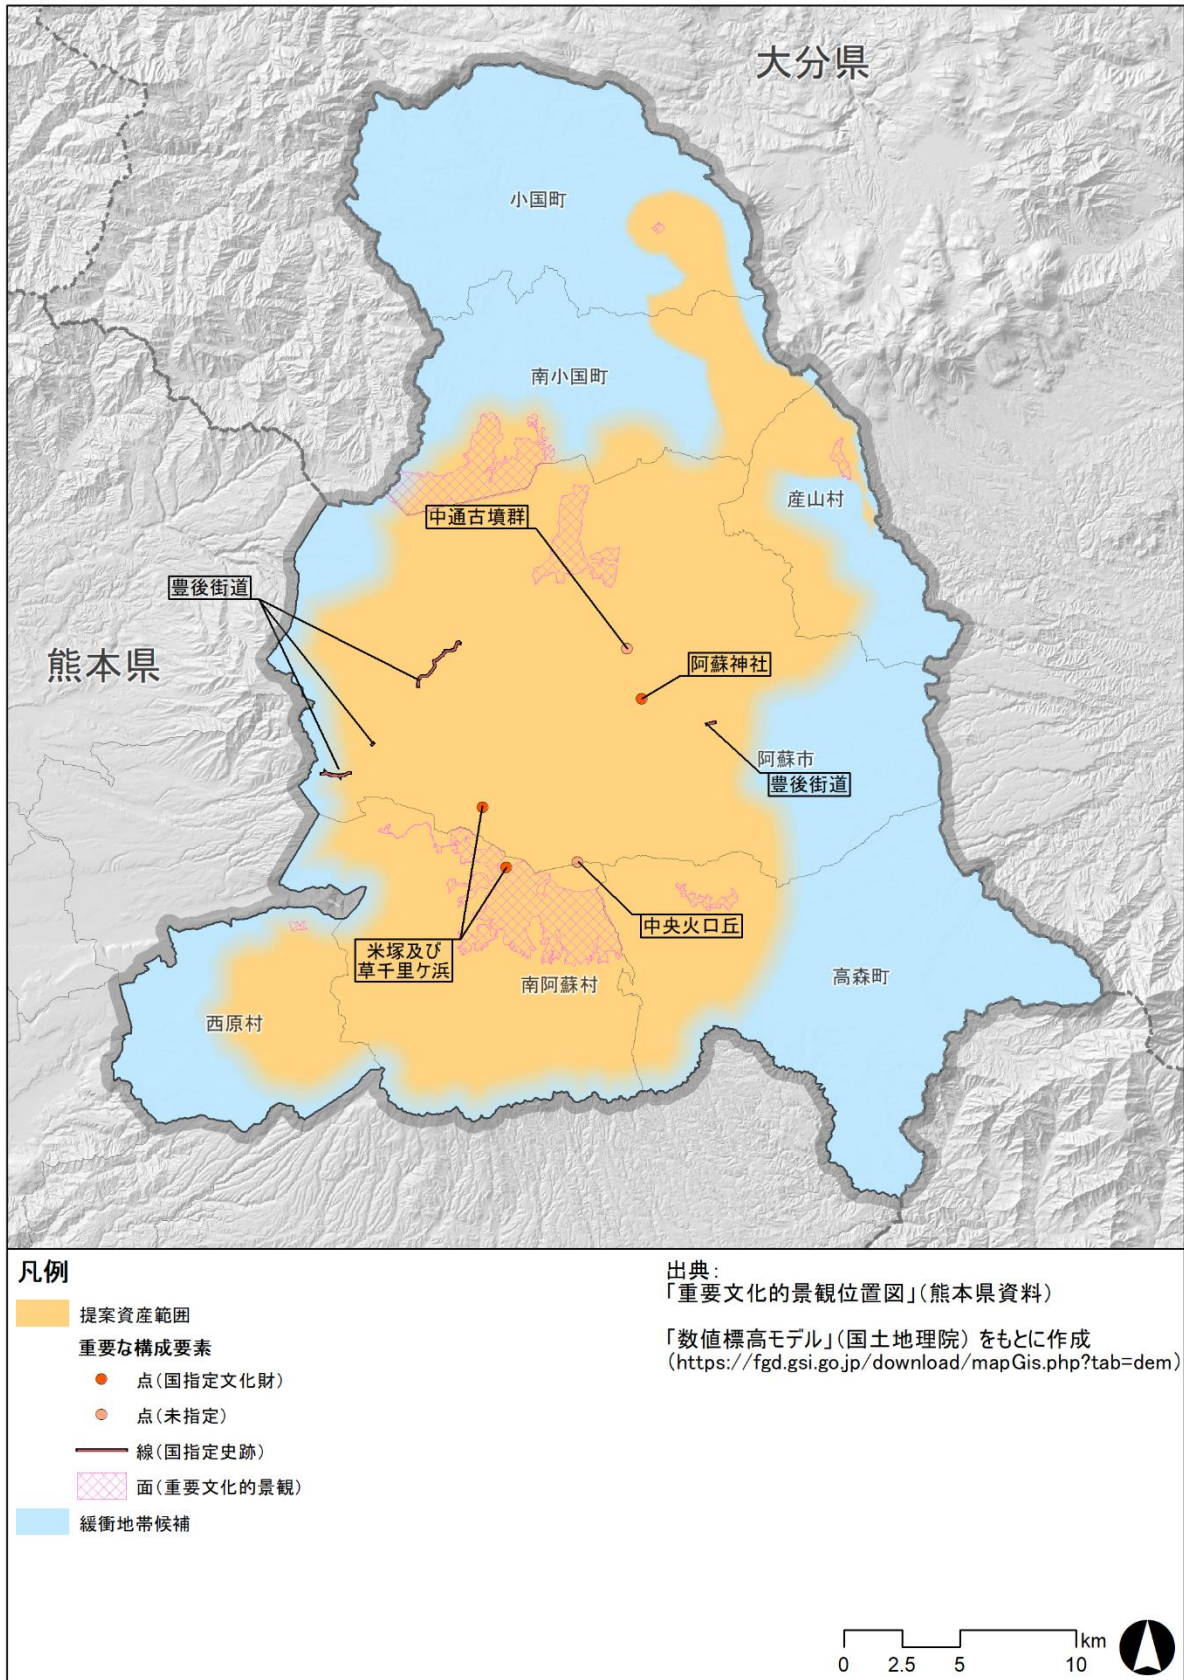 大分県
小国町
南小国町
産山村
中通古墳群
豊後街道
熊本県
阿蘇神社
阿蘇市
豊後街道
中央火口丘
米塚及び
草千里ケ浜
南阿蘇村
高森町
西原村
凡例
提案資産範囲
重要な構成要素
点(国指定文化財)
点(未指定)
線(国指定史跡)
面(重要文化的景観)
緩衝地帯候補
出典:
「重要文化的景観位置図」(熊本県資料)
「数値標高モデル」(国土地理院) をもとに作成
(https://fgd.gsi.go.jp/download/mapGis.php?tab=dem)
km
0 2.5 5 10